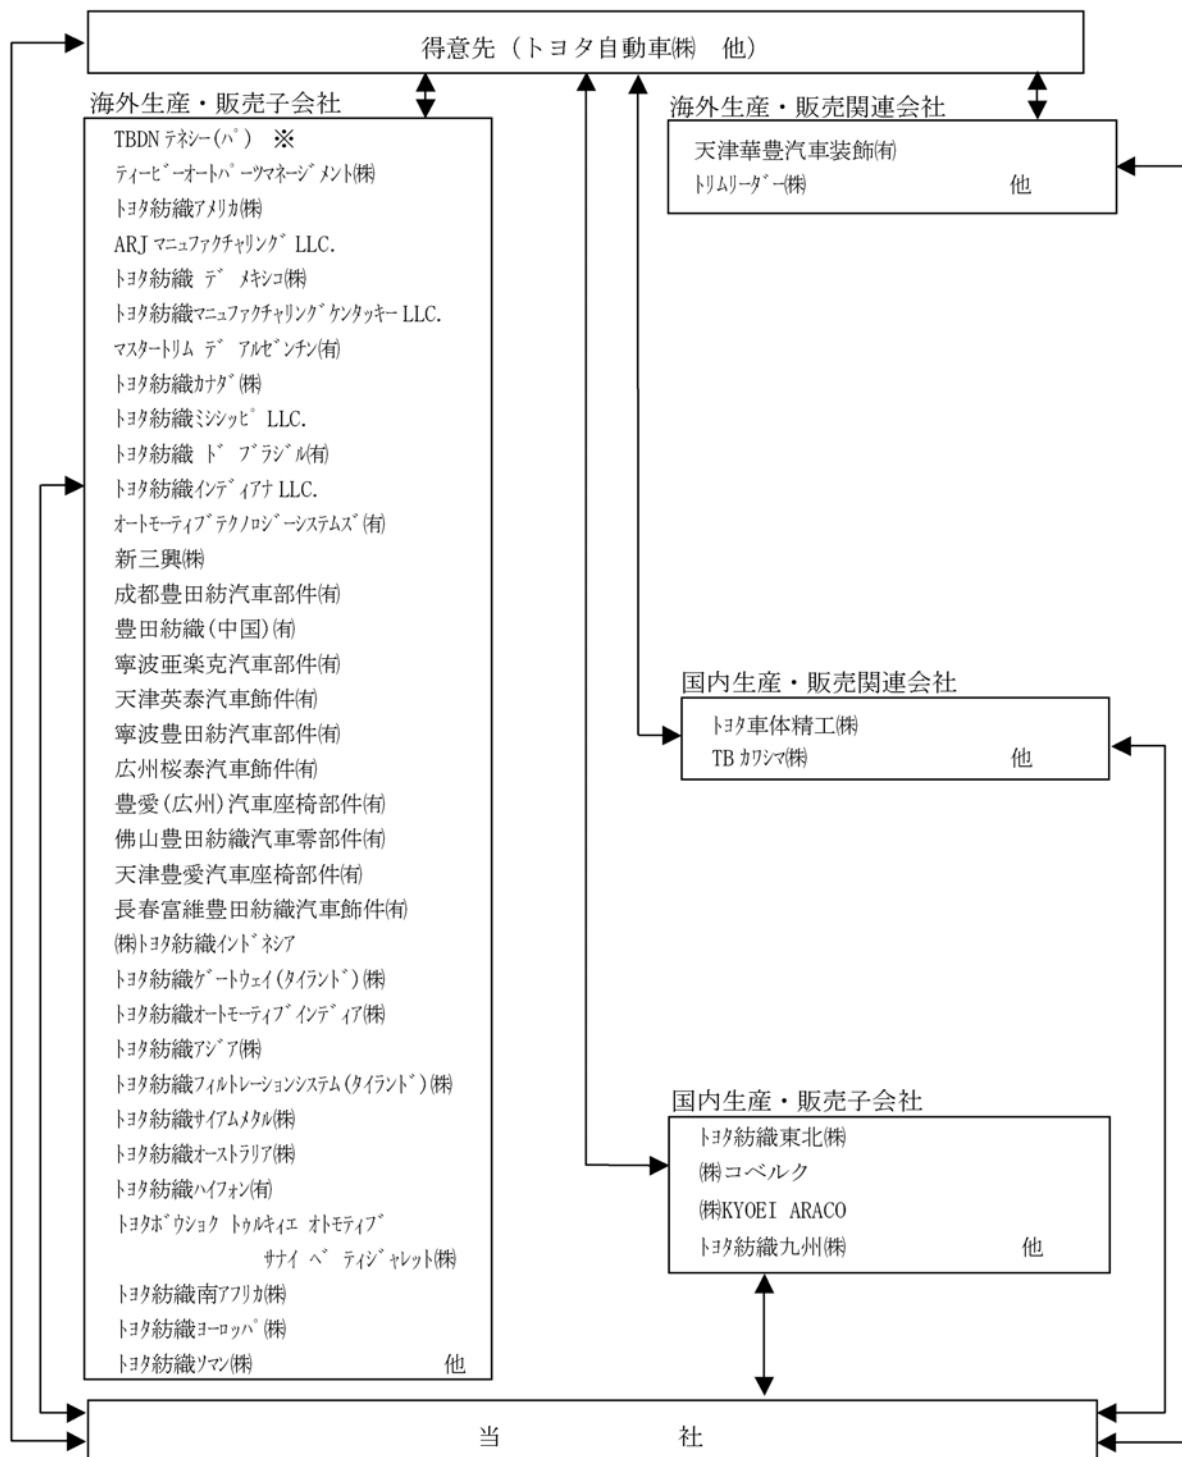 得意先（トヨタ自動車㈱　他）
海外生産・販売子会社
TBDN ﾃﾈｼｰ(ﾊﾟ)　※
ﾃｨｰﾋﾞｰｵｰﾄﾊﾟｰﾂﾏﾈｰｼﾞﾒﾝﾄ㈱
ﾄﾖﾀ紡織ｱﾒﾘｶ㈱
ARJ ﾏﾆｭﾌｧｸﾁｬﾘﾝｸﾞ LLC.
ﾄﾖﾀ紡織 ﾃﾞ ﾒｷｼｺ㈱
ﾄﾖﾀ紡織ﾏﾆｭﾌｧｸﾁｬﾘﾝｸﾞｹﾝﾀｯｷｰ LLC.
ﾏｽﾀｰﾄﾘﾑ ﾃﾞ ｱﾙｾﾞﾝﾁﾝ㈲
ﾄﾖﾀ紡織ｶﾅﾀﾞ㈱
ﾄﾖﾀ紡織ﾐｼｼｯﾋﾟ LLC.
ﾄﾖﾀ紡織 ﾄﾞ ﾌﾞﾗｼﾞﾙ㈲
ﾄﾖﾀ紡織ｲﾝﾃﾞｨｱﾅ LLC.
ｵｰﾄﾓｰﾃｨﾌﾞﾃｸﾉﾛｼﾞｰｼｽﾃﾑｽﾞ㈲
新三興㈱
成都豊田紡汽車部件㈲
豊田紡織(中国)㈲
寧波亜楽克汽車部件㈲
天津英泰汽車飾件㈲
寧波豊田紡汽車部件㈲
広州桜泰汽車飾件㈲
豊愛(広州)汽車座椅部件㈲
佛山豊田紡織汽車零部件㈲
天津豊愛汽車座椅部件㈲
長春富維豊田紡織汽車飾件㈲
㈱ﾄﾖﾀ紡織ｲﾝﾄﾞﾈｼｱ
ﾄﾖﾀ紡織ｹﾞｰﾄｳｪｲ(ﾀｲﾗﾝﾄﾞ)㈱
ﾄﾖﾀ紡織ｵｰﾄﾓｰﾃｨﾌﾞｲﾝﾃﾞｨｱ㈱
ﾄﾖﾀ紡織ｱｼﾞｱ㈱
ﾄﾖﾀ紡織ﾌｨﾙﾄﾚｰｼｮﾝｼｽﾃﾑ(ﾀｲﾗﾝﾄﾞ)㈱
ﾄﾖﾀ紡織ｻｲｱﾑﾒﾀﾙ㈱
ﾄﾖﾀ紡織ｵｰｽﾄﾗﾘｱ㈱
ﾄﾖﾀ紡織ﾊｲﾌｫﾝ㈲
ﾄﾖﾀﾎﾞｳｼｮｸ ﾄｩﾙｷｨｴ ｵﾄﾓﾃｨﾌﾞ
ｻﾅｲ ﾍﾞ ﾃｨｼﾞｬﾚｯﾄ㈱
ﾄﾖﾀ紡織南ｱﾌﾘｶ㈱
ﾄﾖﾀ紡織ﾖｰﾛｯﾊﾟ㈱
ﾄﾖﾀ紡織ｿﾏﾝ㈱　他
海外生産・販売関連会社
天津華豊汽車装飾㈲
ﾄﾘﾑﾘｰﾀﾞｰ㈱　他
国内生産・販売関連会社
ﾄﾖﾀ車体精工㈱
TB ｶﾜｼﾏ㈱　他
国内生産・販売子会社
ﾄﾖﾀ紡織東北㈱
㈱コベルク
㈱KYOEI ARACO
ﾄﾖﾀ紡織九州㈱　他
当　社